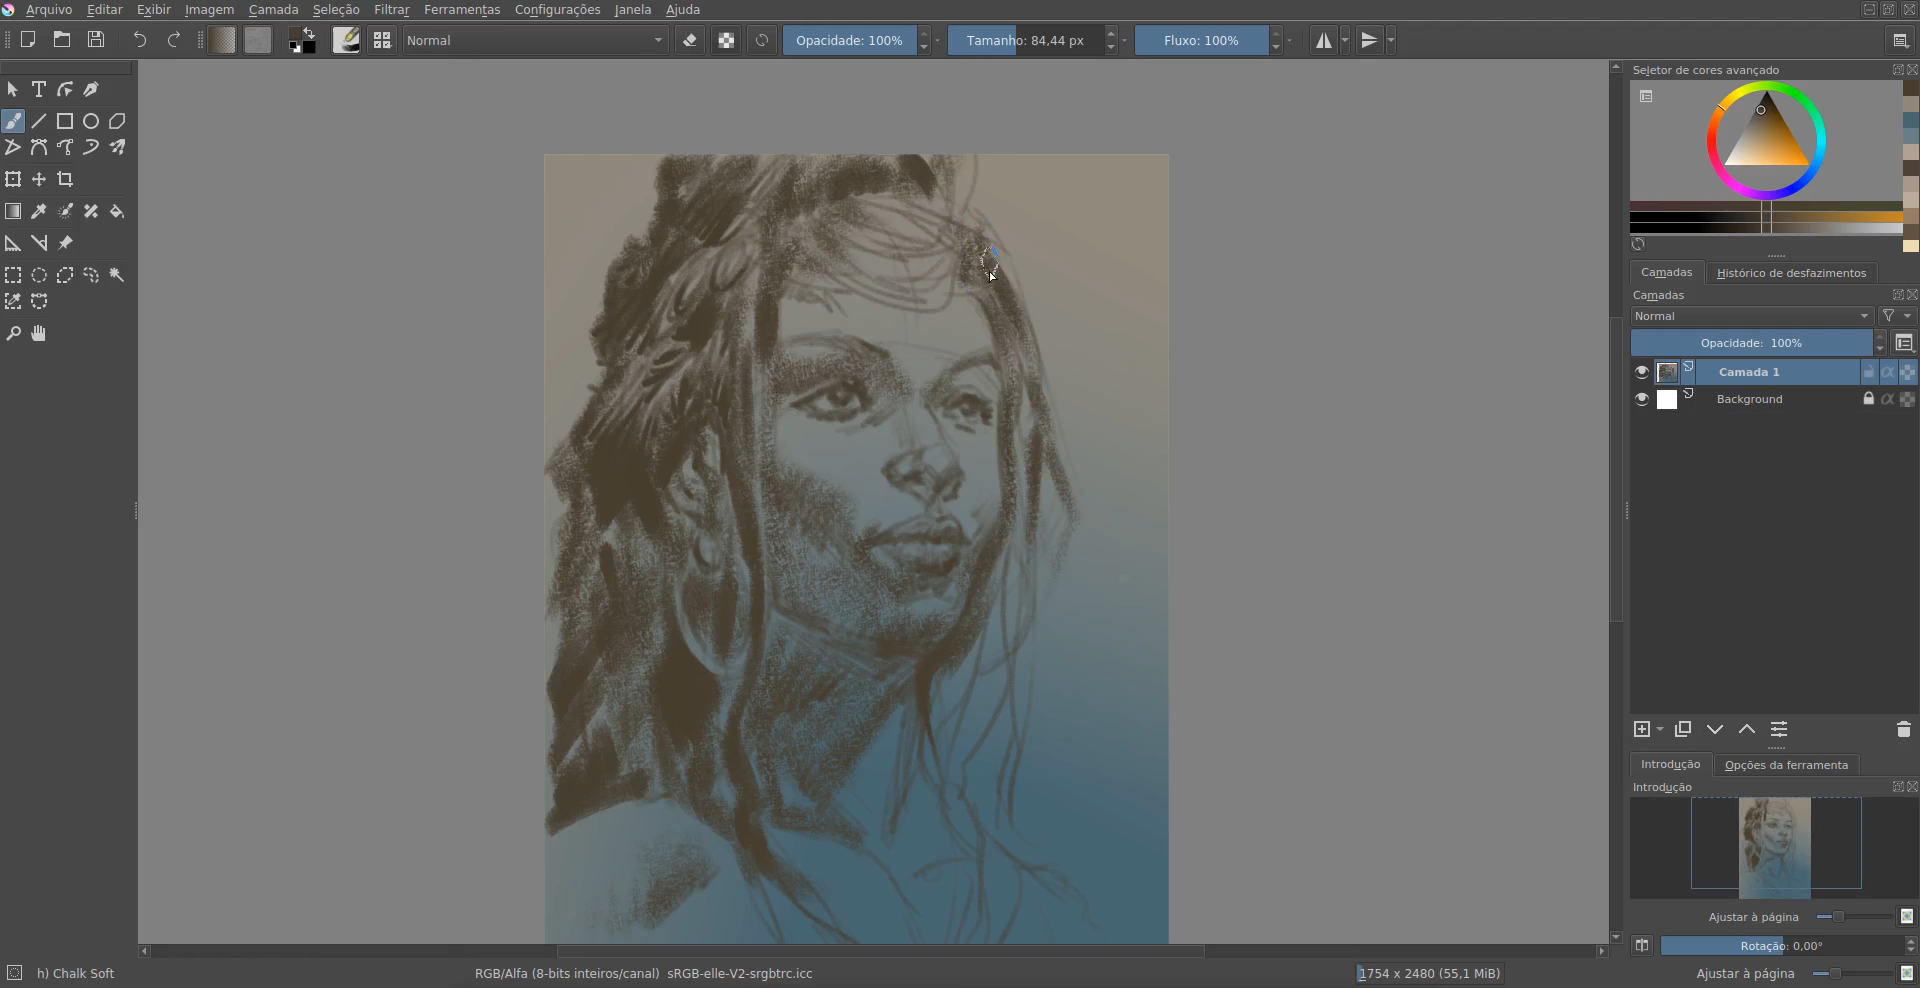 Arquivo Editar Exibir Imagem Camada Seleção Filtrar Ferramentas Configurações Janela Ajuda
Normal Opacidade: 100% Tamanho: 84,44 px Fluxo: 100%
Seletor de cores avançado
Camadas Histórico de desfazimentos
Camadas
Normal
Opacidade: 100%
Camada 1
Background
Introdução Opções da ferramenta
Introdução
Ajustar à página
Rotação: 0,00°
h) Chalk Soft RGB/Alfa (8-bits inteiros/canal) sRGB-elle-V2-srgbtrc.icc 1754 x 2480 (55,1 MiB) Ajustar à página